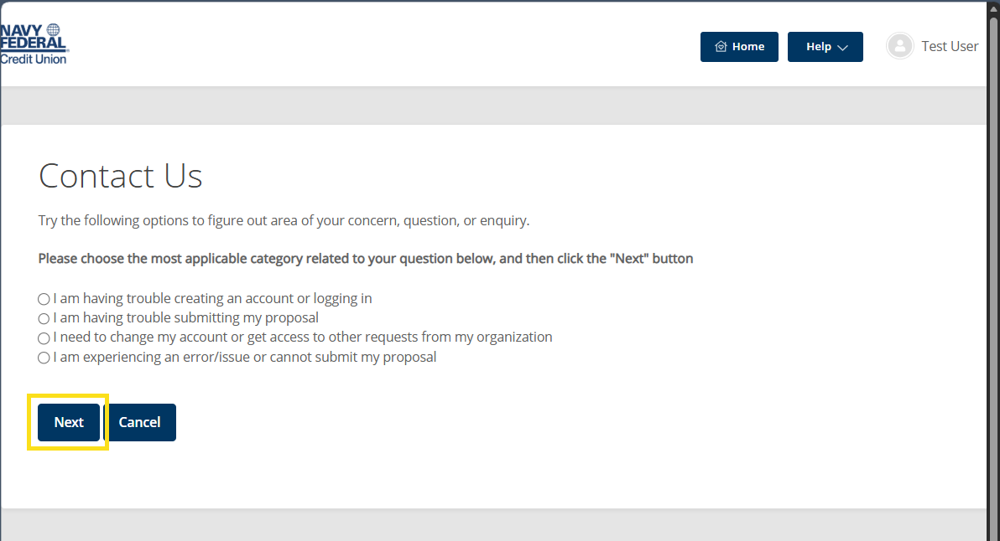 NAVY
FEDERAL
Credit Union
Home
Help
Test User
Contact Us
Try the following options to figure out area of your concern, question, or enquiry.
Please choose the most applicable category related to your question below, and then click the "Next" button
I am having trouble creating an account or logging in
I am having trouble submitting my proposal
I need to change my account or get access to other requests from my organization
I am experiencing an error/issue or cannot submit my proposal
Next
Cancel